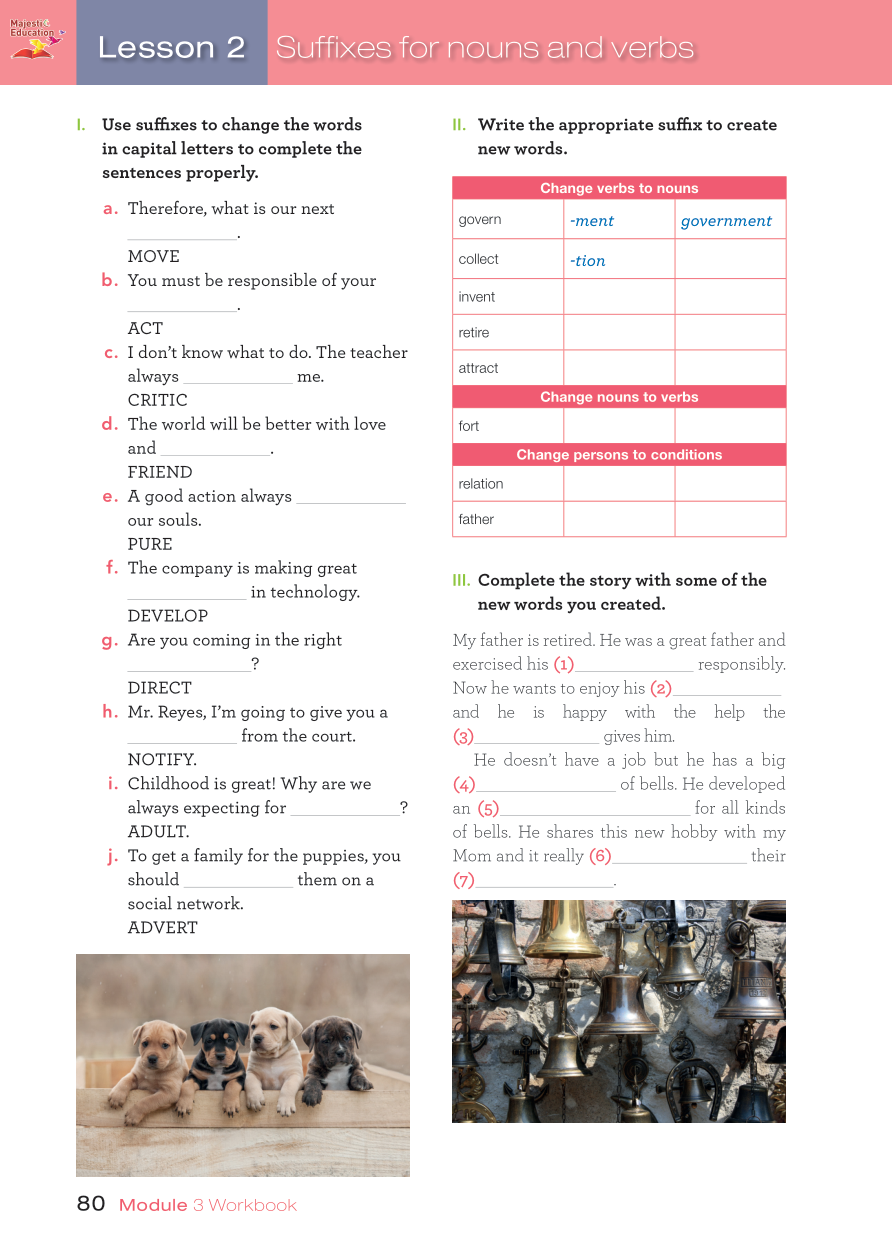 Majestic
Education
Lesson 2
Suffixes for nouns and verbs
I. Use suffixes to change the words
in capital letters to complete the
sentences properly.
a. Therefore, what is our next
____________.
MOVE
b. You must be responsible of your
____________.
ACT
c. I don’t know what to do. The teacher
always ____________ me.
CRITIC
d. The world will be better with love
and ____________.
FRIEND
e. A good action always ____________
our souls.
PURE
f. The company is making great
____________ in technology.
DEVELOP
g. Are you coming in the right
____________?
DIRECT
h. Mr. Reyes, I’m going to give you a
____________ from the court.
NOTIFY.
i. Childhood is great! Why are we
always expecting for ____________?
ADULT.
j. To get a family for the puppies, you
should ____________ them on a
social network.
ADVERT
II. Write the appropriate suffix to create
new words.
Change verbs to nouns
govern -ment government
collect -tion
invent
retire
attract
Change nouns to verbs
fort
Change persons to conditions
relation
father
III. Complete the story with some of the
new words you created.
My father is retired. He was a great father and
exercised his (1)____________ responsibly.
Now he wants to enjoy his (2)____________
and he is happy with the help the
(3)____________ gives him.
He doesn’t have a job but he has a big
(4)____________ of bells. He developed
an (5)____________ for all kinds
of bells. He shares this new hobby with my
Mom and it really (6)____________ their
(7)____________.
80 Module 3 Workbook